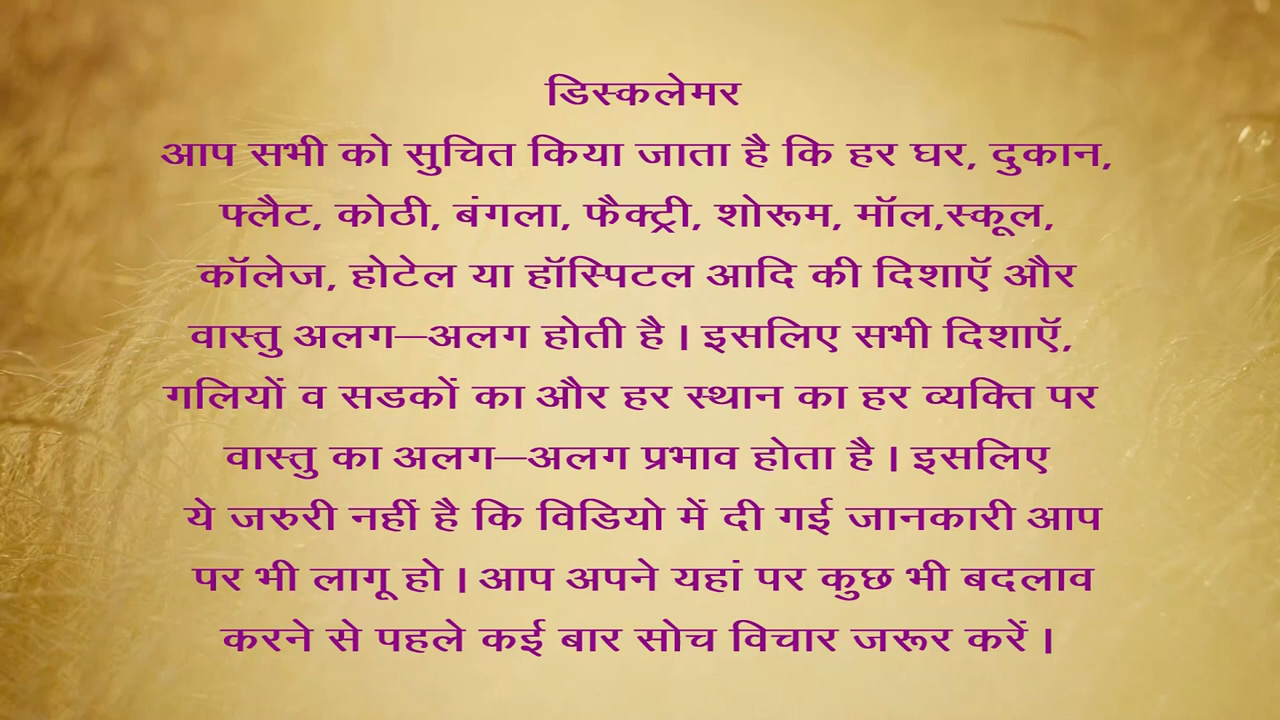 डिस्कलेमर
आप सभी को सुचित किया जाता है कि हर घर, दुकान,
फ्लैट, कोठी, बंगला, फैक्ट्री, शोरूम, मॉल,स्कूल,
कॉलेज, होटेल या हॉस्पिटल आदि की दिशाऍ और
वास्तु अलग–अलग होती है । इसलिए सभी दिशाऍ,
गलियों व सडकों का और हर स्थान का हर व्यक्ति पर
वास्तु का अलग–अलग प्रभाव होता है । इसलिए
ये जरुरी नहीं है कि विडियो में दी गई जानकारी आप
पर भी लागू हो । आप अपने यहां पर कुछ भी बदलाव
करने से पहले कई बार सोच विचार जरूर करें ।